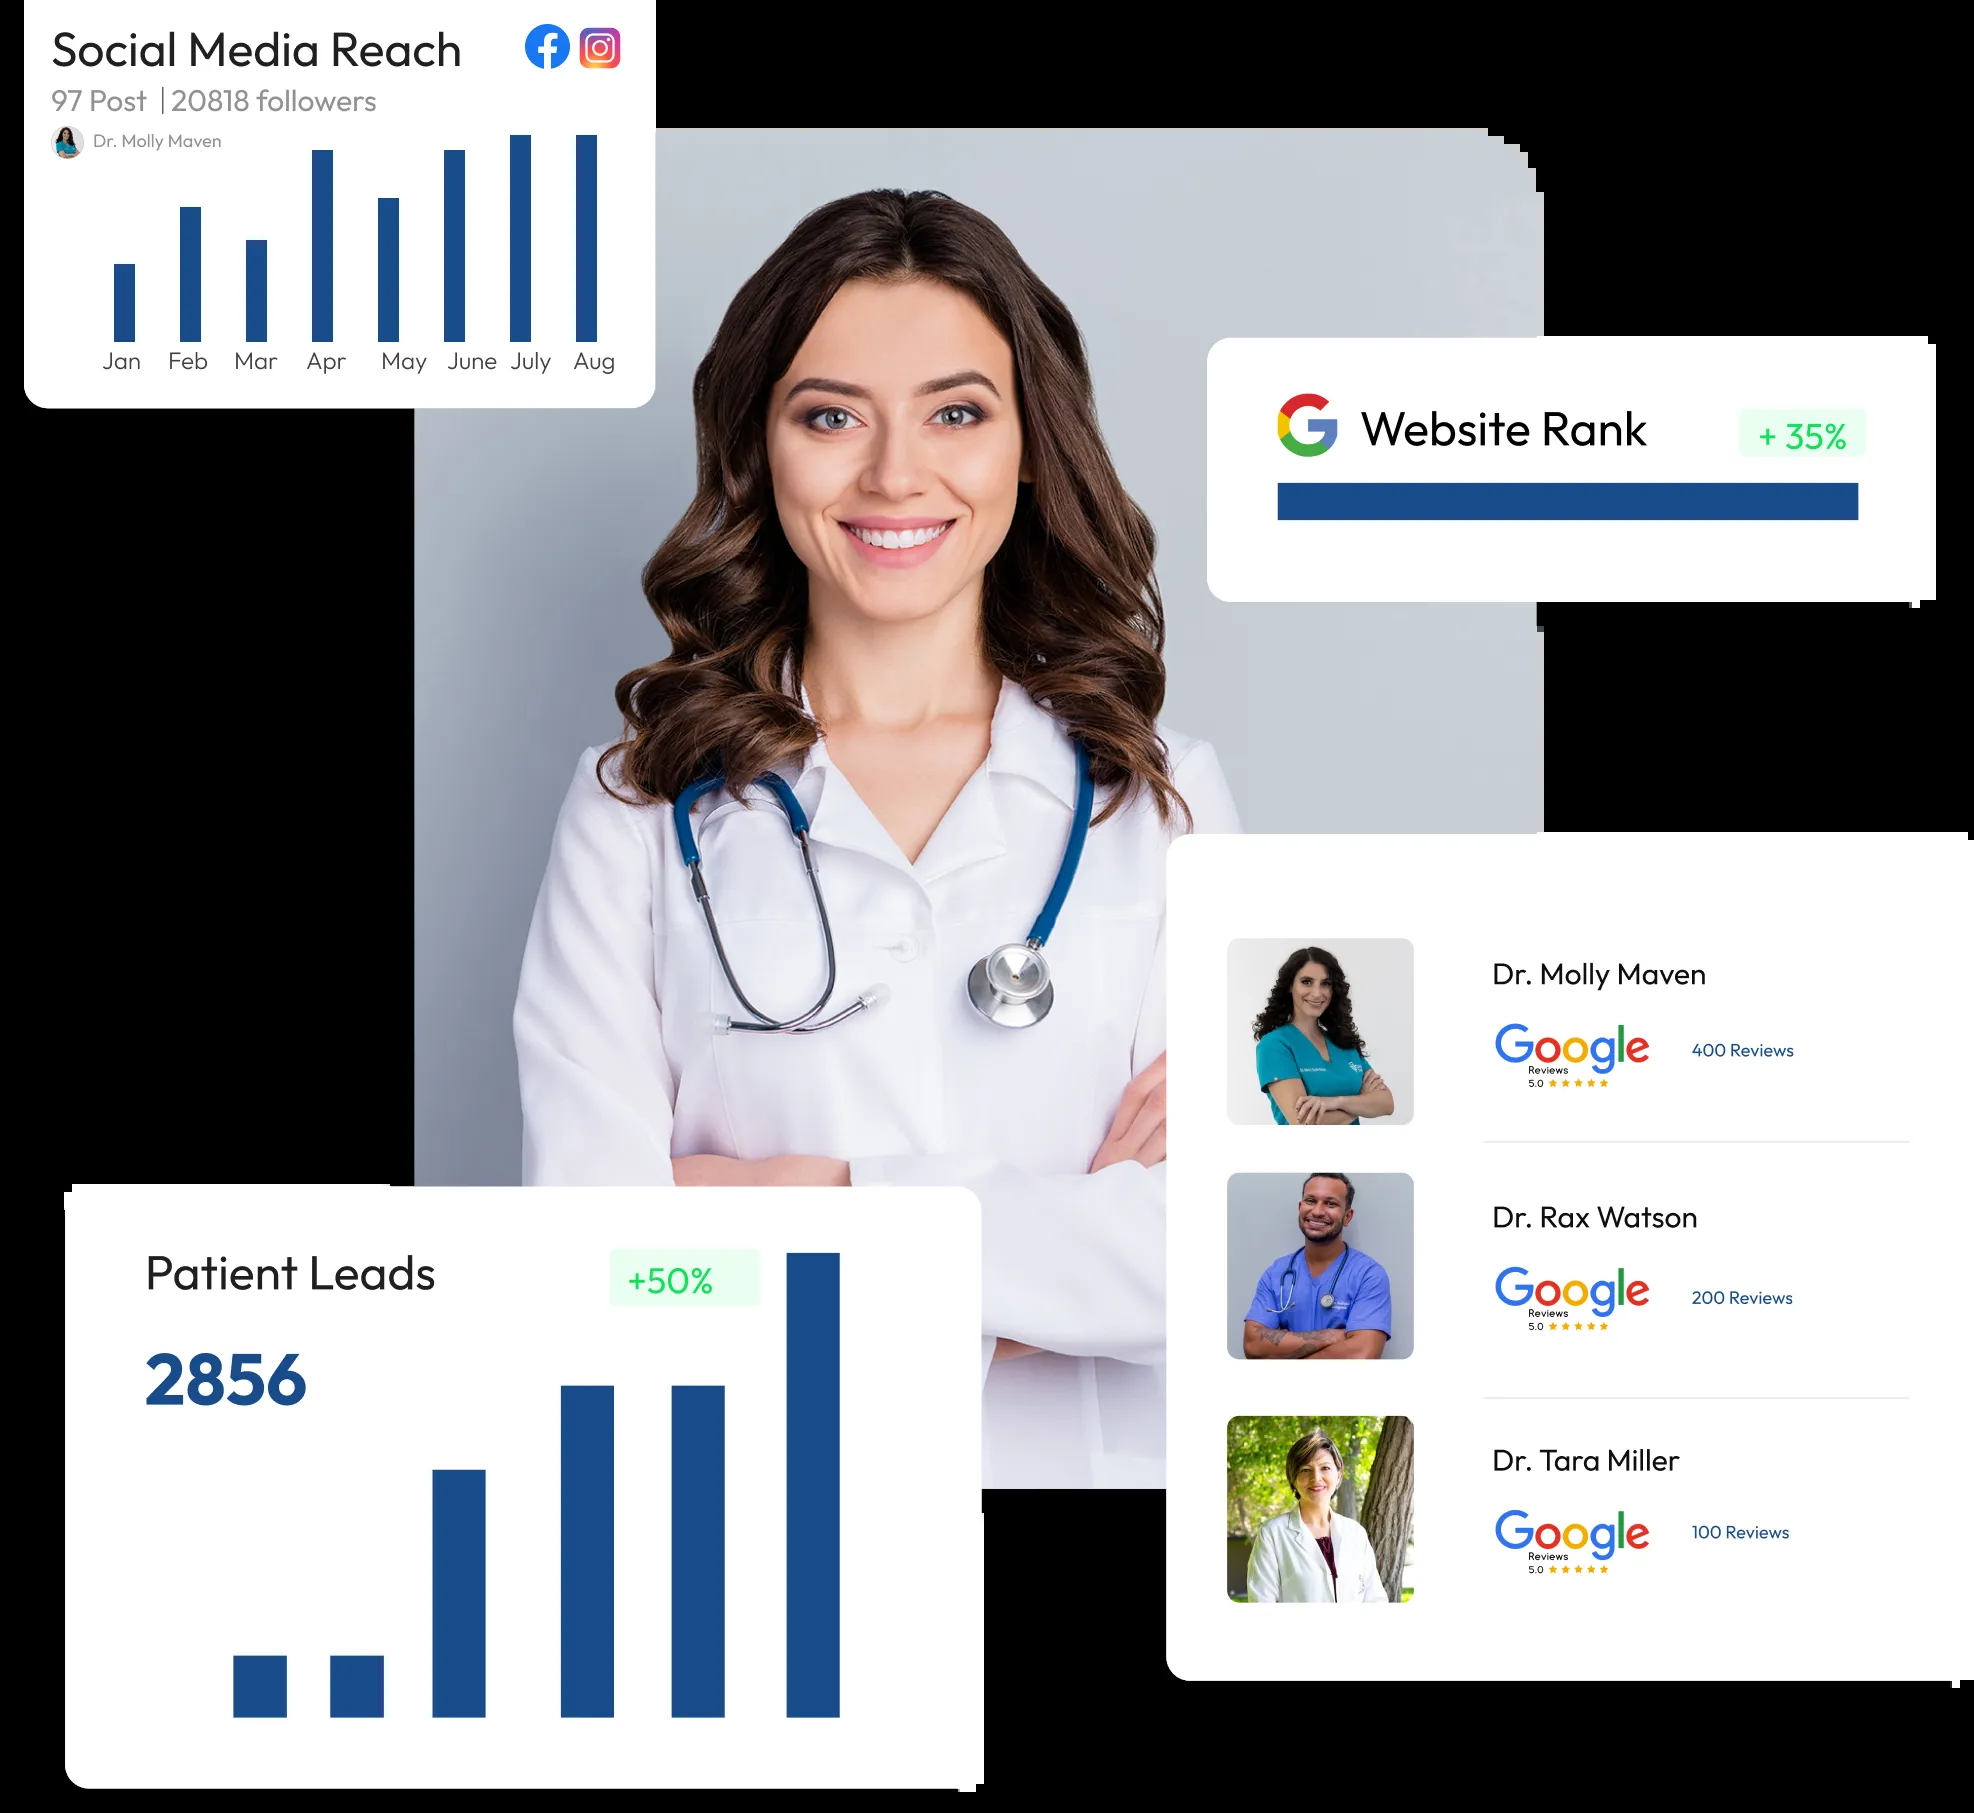 Social Media Reach
97 Post | 20818 followers
Dr. Molly Maven
Jan Feb Mar Apr May June July Aug
Website Rank
+ 35%
Dr. Molly Maven
Google
Reviews
5.0
400 Reviews
Dr. Rax Watson
Google
Reviews
5.0
200 Reviews
Dr. Tara Miller
Google
Reviews
5.0
100 Reviews
Patient Leads
+50%
2856